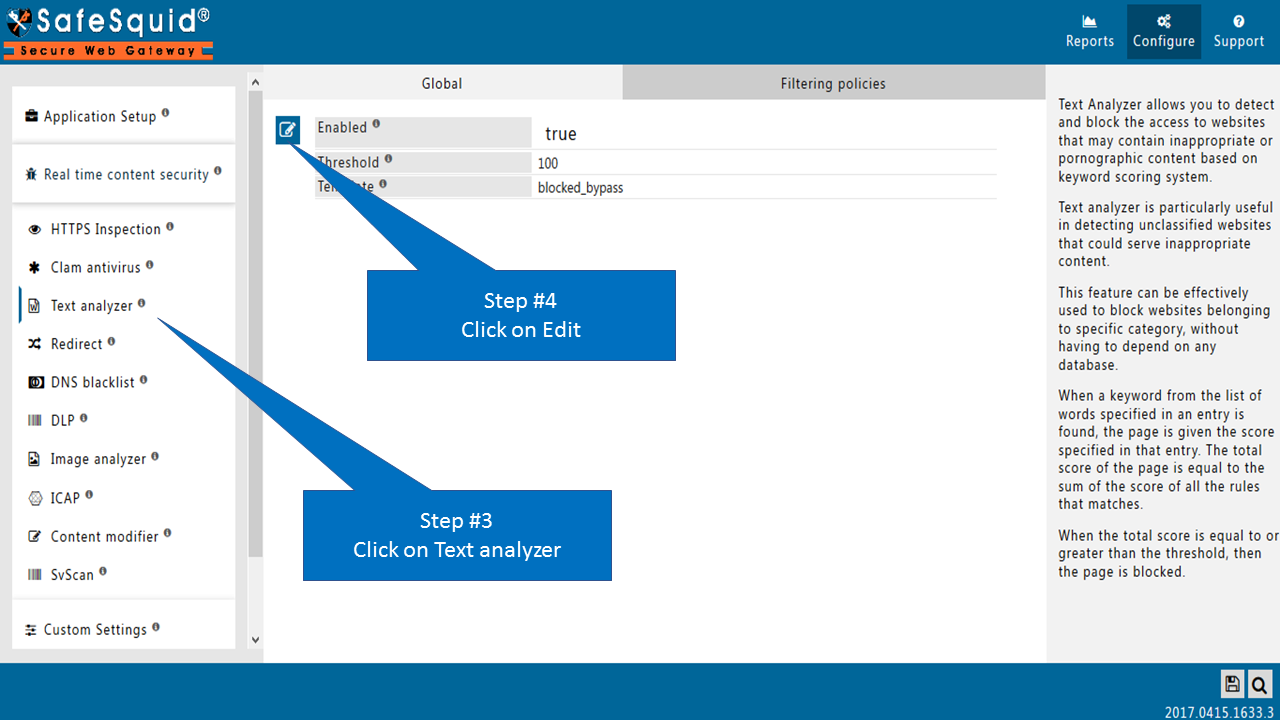 SafeSquid®
Secure Web Gateway
Reports
Configure
Support
Application Setup
Real time content security
HTTPS Inspection
Clam antivirus
Text analyzer
Redirect
DNS blacklist
DLP
Image analyzer
ICAP
Content modifier
SvScan
Custom Settings
Global
Filtering policies
Enabled
true
Threshold
100
blocked_bypass
Step #4
Click on Edit
Step #3
Click on Text analyzer
Text Analyzer allows you to detect
and block the access to websites
that may contain inappropriate or
pornographic content based on
keyword scoring system.
Text analyzer is particularly useful
in detecting unclassified websites
that could serve inappropriate
content.
This feature can be effectively
used to block websites belonging
to specific category, without
having to depend on any
database.
When a keyword from the list of
words specified in an entry is
found, the page is given the score
specified in that entry. The total
score of the page is equal to the
sum of the score of all the rules
that matches.
When the total score is equal to or
greater than the threshold, then
the page is blocked.
2017.0415.1633.3